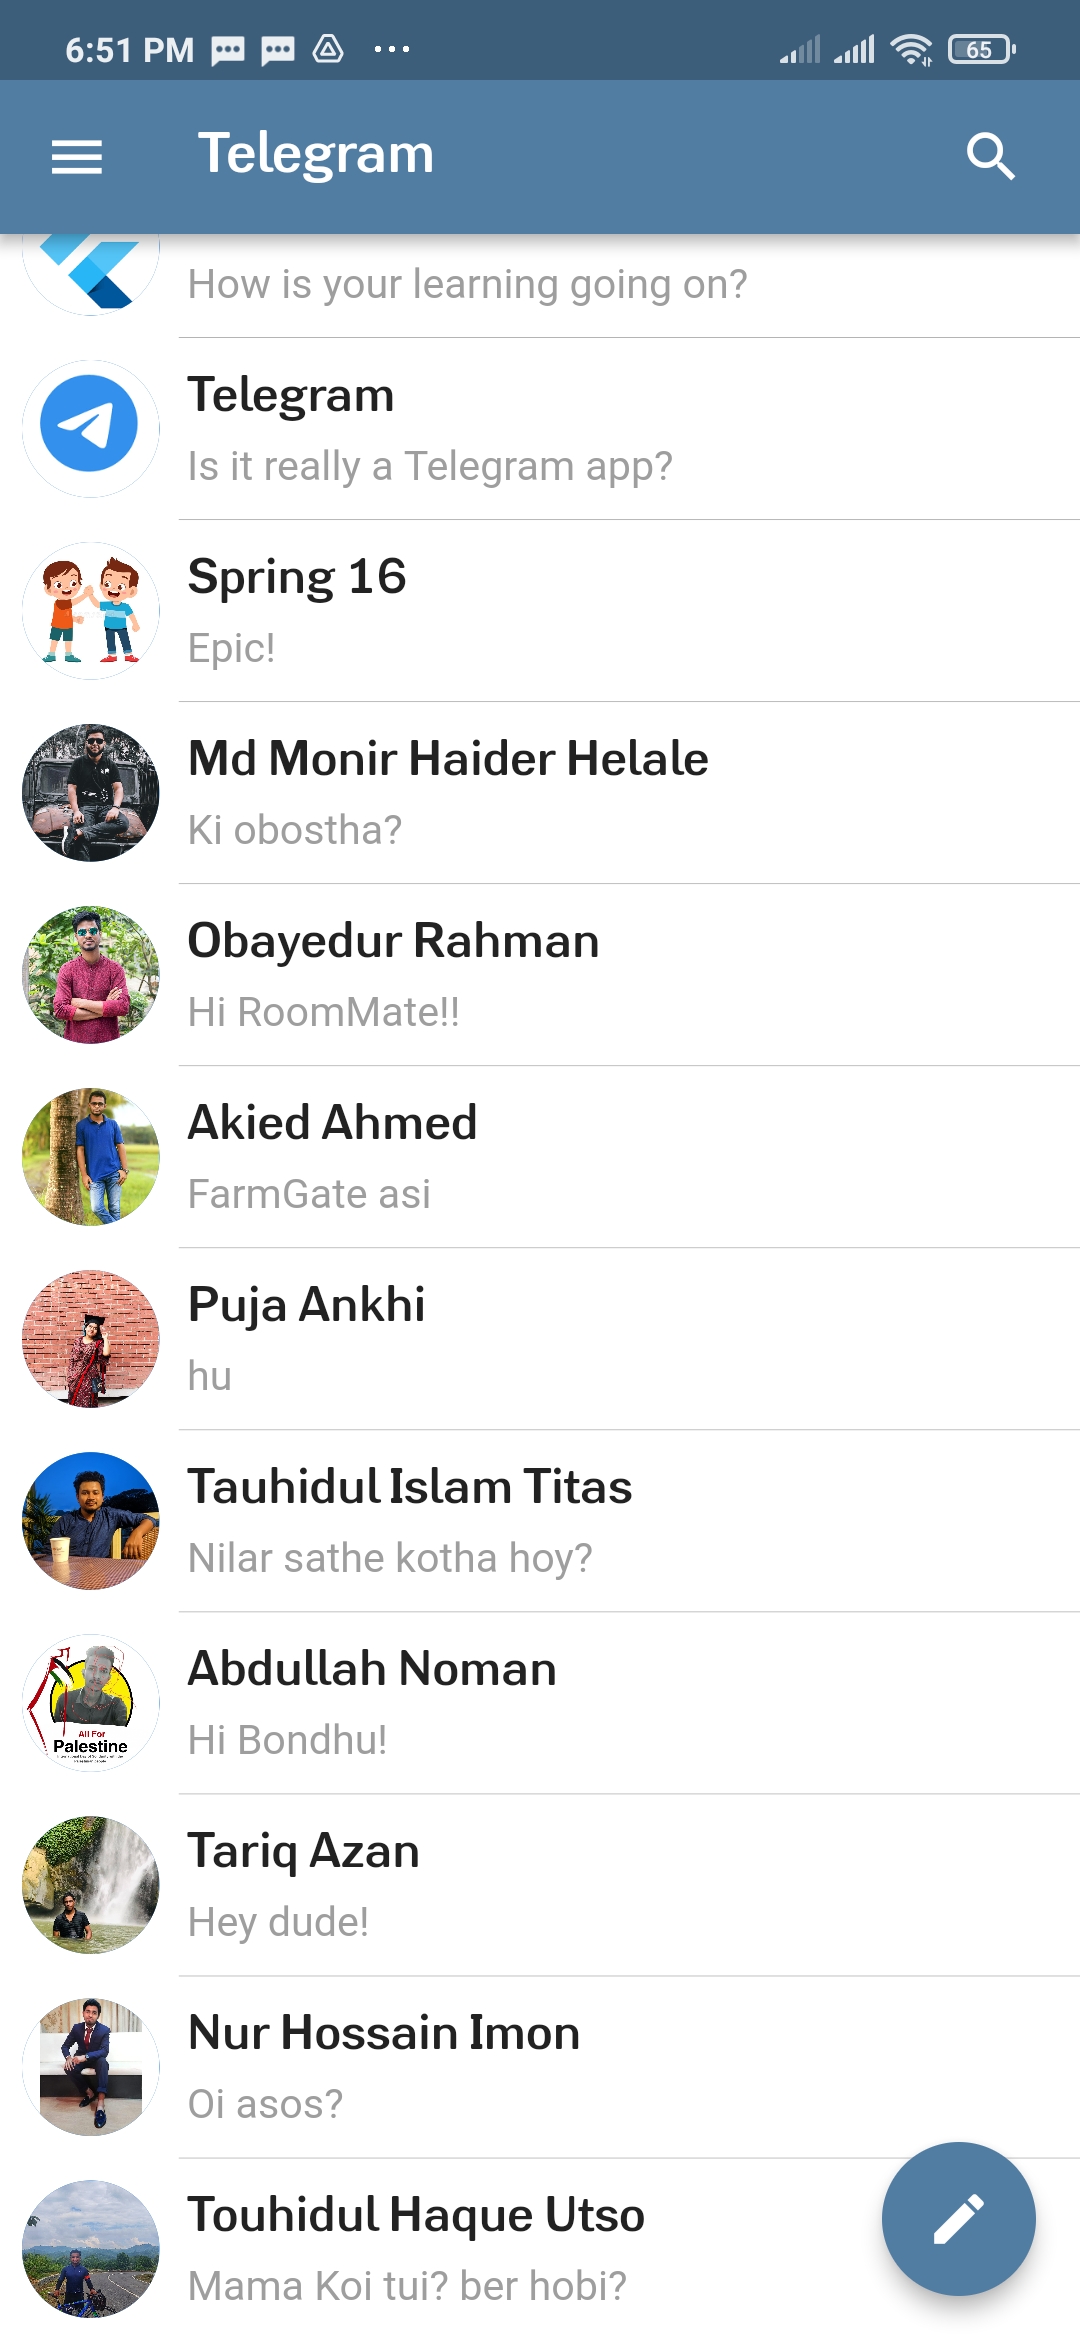 6:51 PM
65
Telegram
How is your learning going on?
Telegram
Is it really a Telegram app?
Spring 16
Epic!
Md Monir Haider Helale
Ki obostha?
Obayedur Rahman
Hi RoomMate!!
Akied Ahmed
FarmGate asi
Puja Ankhi
hu
Tauhidul Islam Titas
Nilar sathe kotha hoy?
Abdullah Noman
All For
Palestine
Hi Bondhu!
Tariq Azan
Hey dude!
Nur Hossain Imon
Oi asos?
Touhidul Haque Utso
Mama Koi tui? ber hobi?